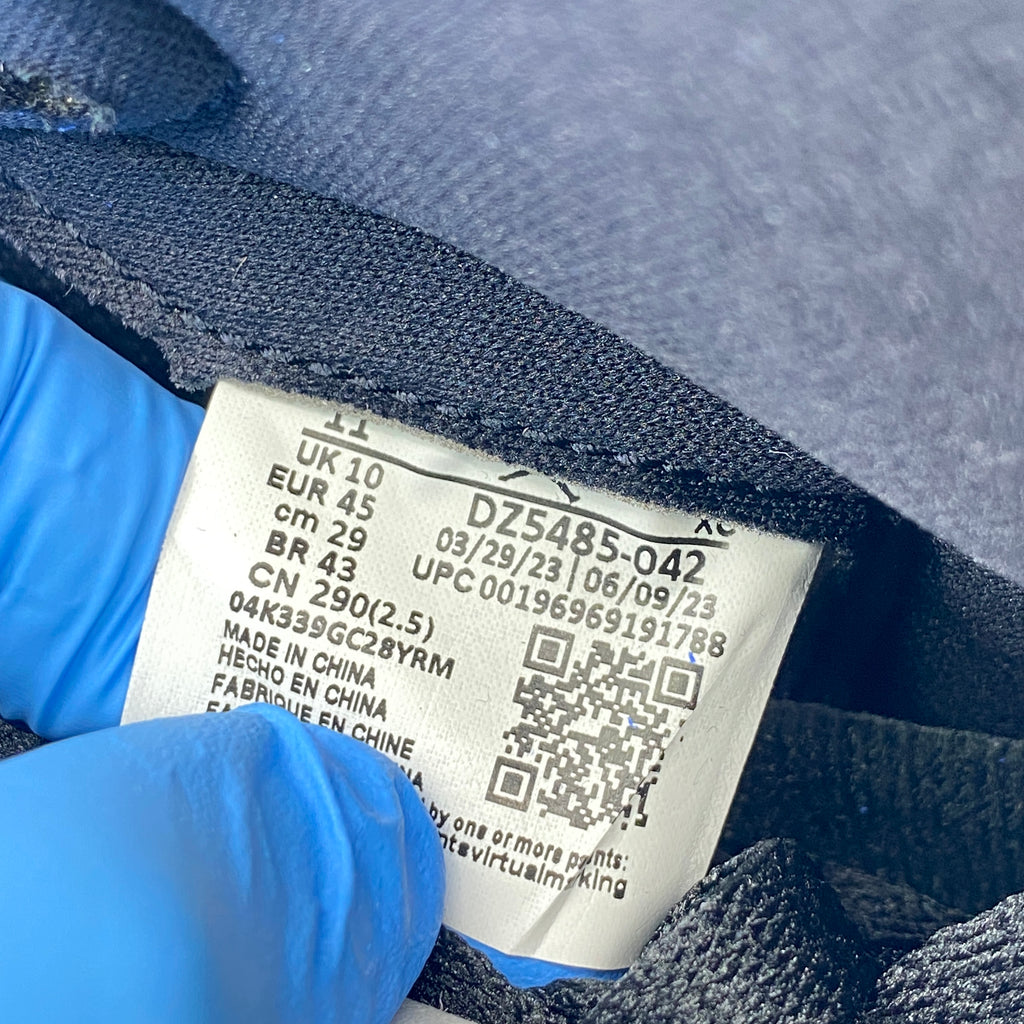 11
UK 10
EUR 45
cm 29
BR 43
CN 290(2.5)
04K339GC28YRM
MADE IN CHINA
HECHO EN CHINA
FABRIQUE EN CHINE
DZ5485-042
03/29/23 | 06/09/23
UPC 00196969191788
by one or more